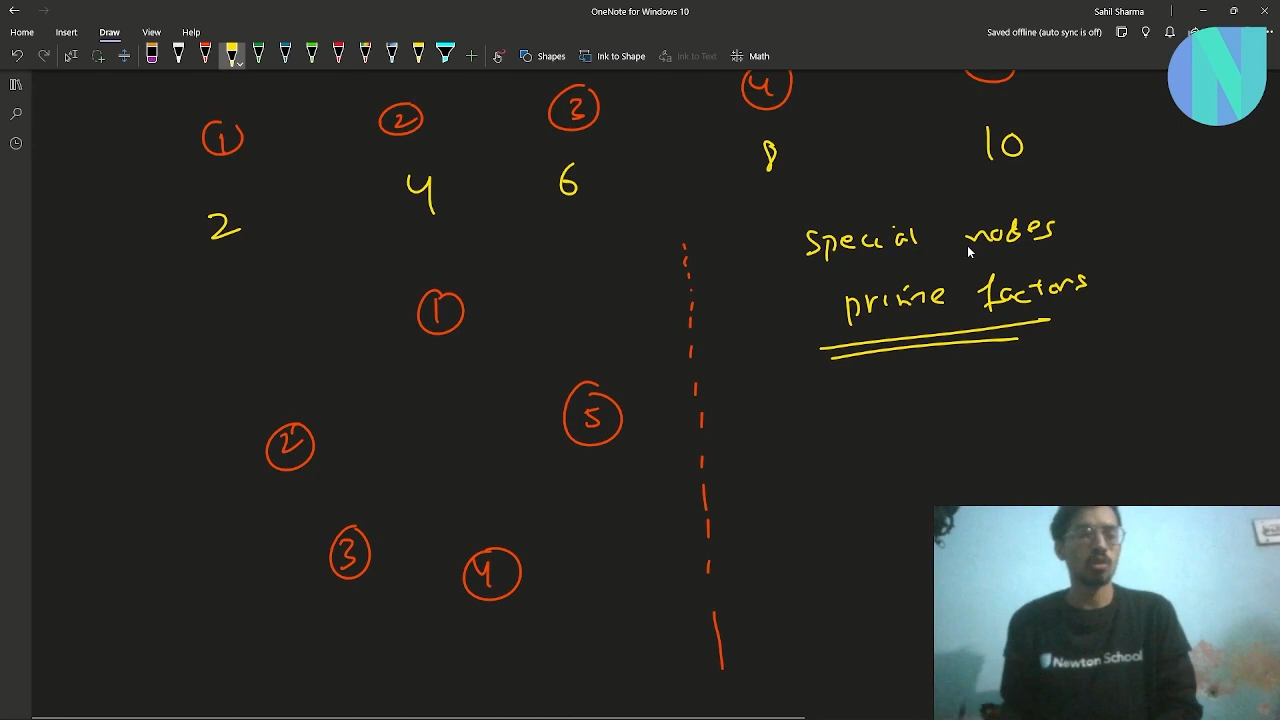 OneNote for Windows 10
Sahil Sharma
Home Insert Draw View Help
Saved offline (auto sync is off)
Shapes Ink to Shape Ink to Text Math
1 2 3 4
2 4 6 8 10
special nodes
prime factors
1
5
2
3 4
Newton School
N